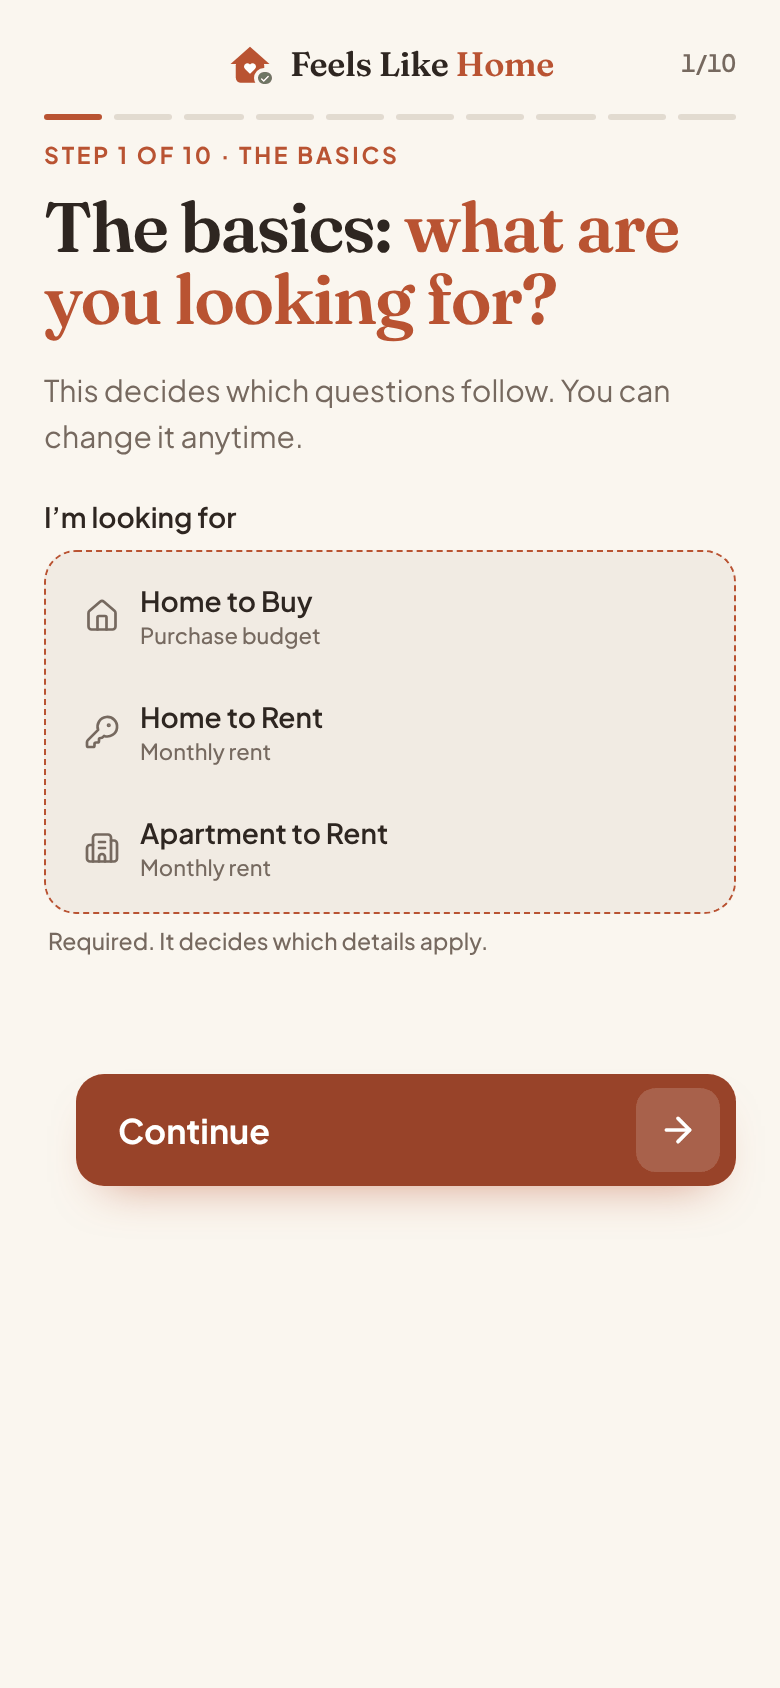 Feels Like Home
1/10
STEP 1 OF 10 · THE BASICS
The basics: what are
you looking for?
This decides which questions follow. You can
change it anytime.
I’m looking for
Home to Buy
Purchase budget
Home to Rent
Monthly rent
Apartment to Rent
Monthly rent
Required. It decides which details apply.
Continue